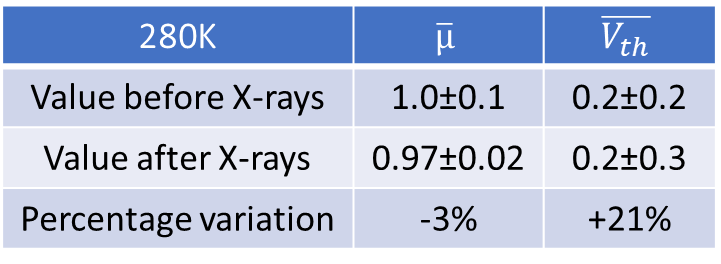 280K μ̅ V̅t̅h̅
Value before X-rays 1.0±0.1 0.2±0.2
Value after X-rays 0.97±0.02 0.2±0.3
Percentage variation -3% +21%